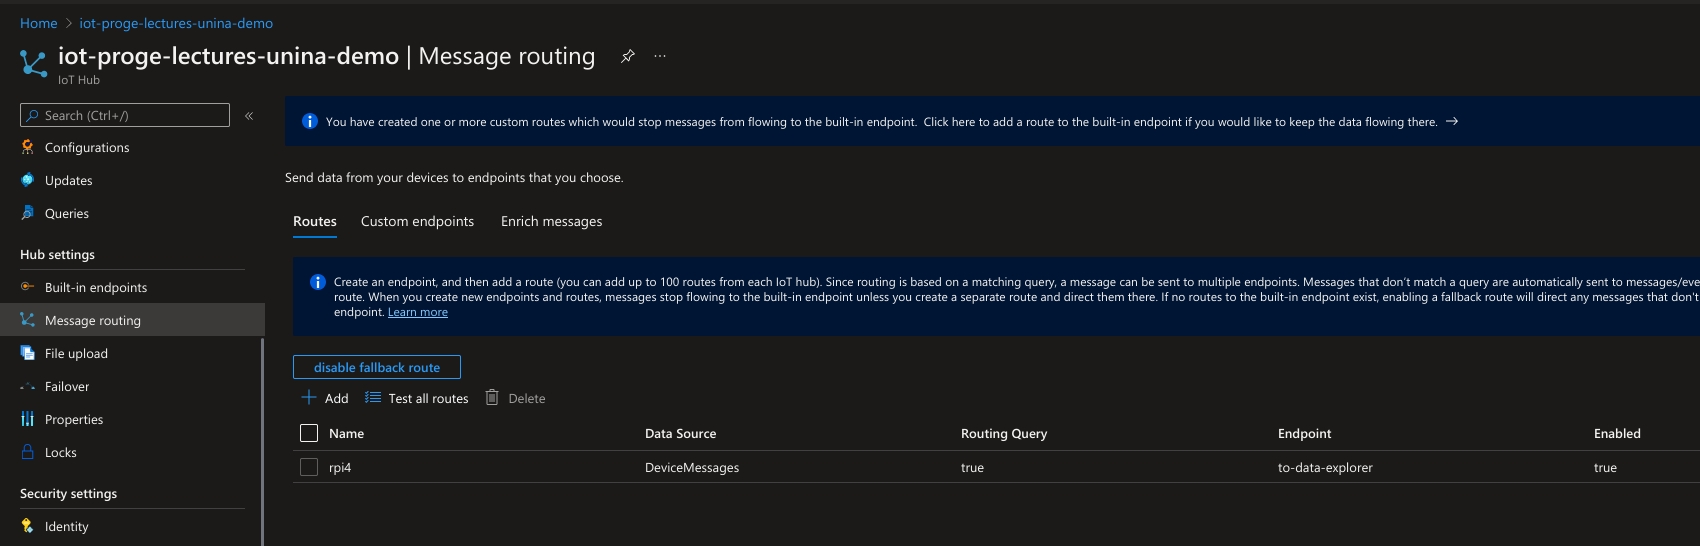 Home > iot-proge-lectures-unina-demo
iot-proge-lectures-unina-demo | Message routing ...
IoT Hub
Search (Ctrl+/) «
Configurations
Updates
Queries
Hub settings
Built-in endpoints
Message routing
File upload
Failover
Properties
Locks
Security settings
Identity
You have created one or more custom routes which would stop messages from flowing to the built-in endpoint. Click here to add a route to the built-in endpoint if you would like to keep the data flowing there. →
Send data from your devices to endpoints that you choose.
Routes Custom endpoints Enrich messages
Create an endpoint, and then add a route (you can add up to 100 routes from each IoT hub). Since routing is based on a matching query, a message can be sent to multiple endpoints. Messages that don't match a query are automatically sent to messages/eve
route. When you create new endpoints and routes, messages stop flowing to the built-in endpoint unless you create a separate route and direct them there. If no routes to the built-in endpoint exist, enabling a fallback route will direct any messages that don't
endpoint. Learn more
disable fallback route
Add Test all routes Delete
Name Data Source Routing Query Endpoint Enabled
rpi4 DeviceMessages true to-data-explorer true